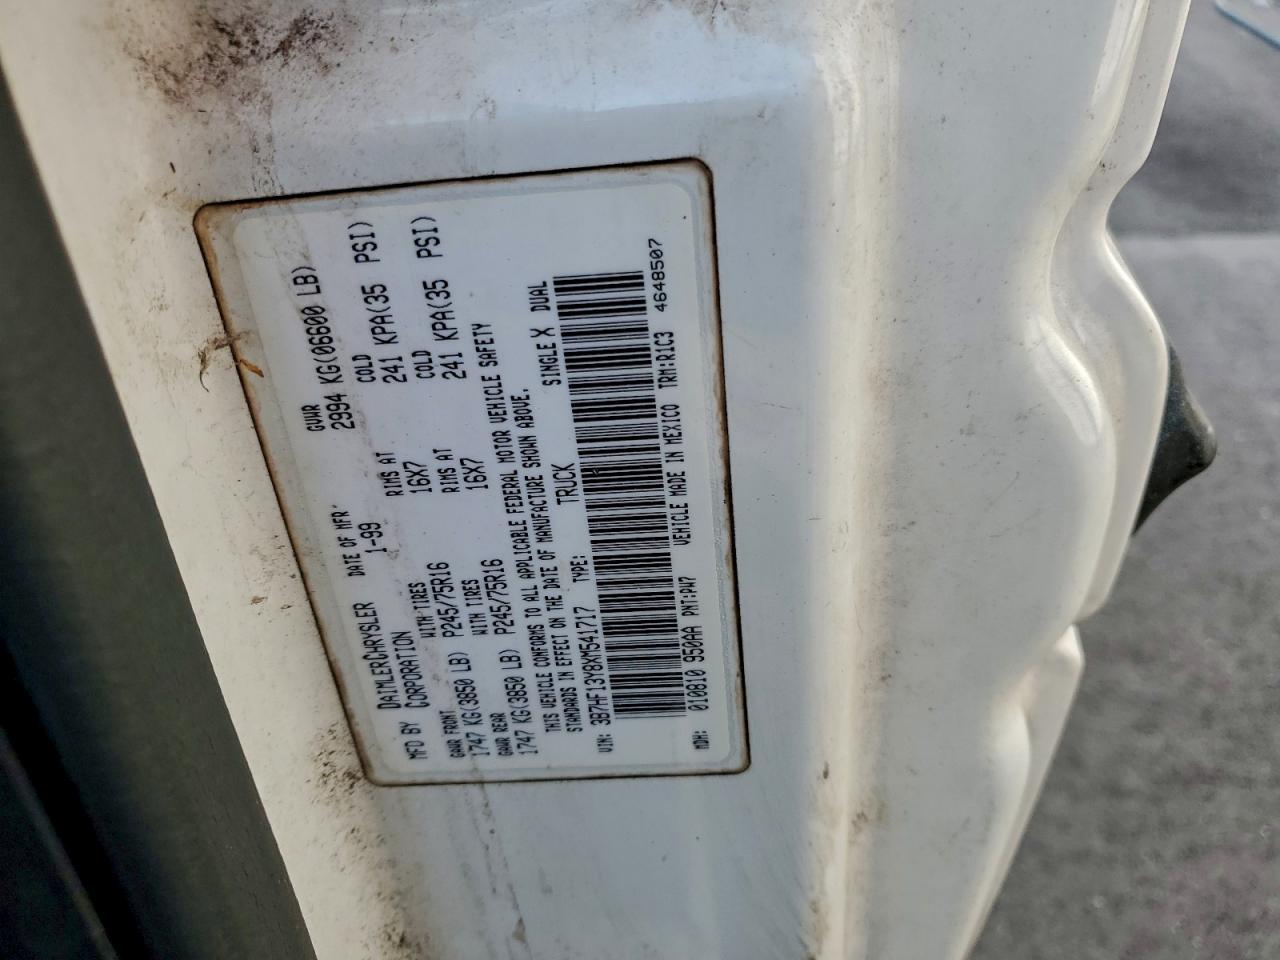 MFD BY DAIMLERCHRYSLER CORPORATION DATE OF MFR. 1-99 GVWR 2994 KG(06600 LB)
GAWR FRONT WITH TIRES RIMS AT COLD
1747 KG(3850 LB) P245/75R16 16X7 241 KPA(35 PSI)
GAWR REAR WITH TIRES RIMS AT COLD
1747 KG(3850 LB) P245/75R16 16X7 241 KPA(35 PSI)
THIS VEHICLE CONFORMS TO ALL APPLICABLE FEDERAL MOTOR VEHICLE SAFETY
STANDARDS IN EFFECT ON THE DATE OF MANUFACTURE SHOWN ABOVE.
VIN: 3B7HF13Y8XM541717 TYPE: TRUCK SINGLE X DUAL
MDH: 010810 950AA PNT:PW7 VEHICLE MADE IN MEXICO TRM:R1C3 4648507